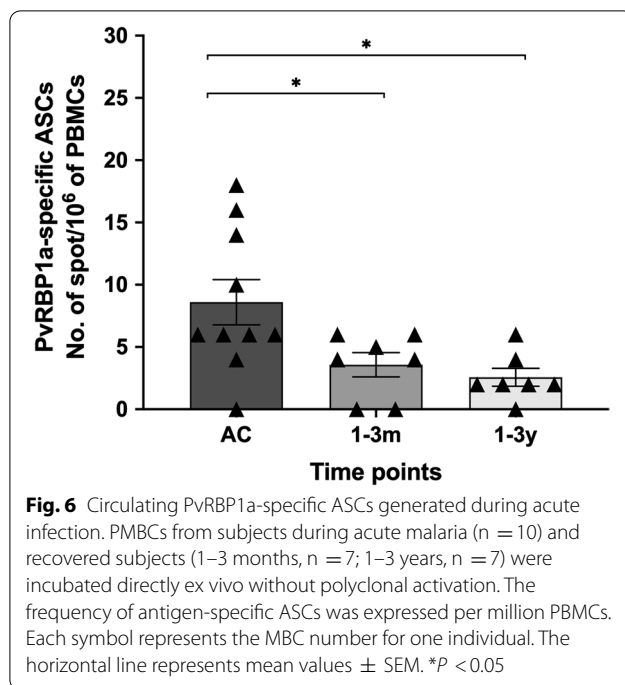 30
25
20
15
10
5
0
PvRBP1a-specific ASCs
No. of spot/10⁶ of PBMCs
*
*
AC 1-3m 1-3y
Time points
Fig. 6 Circulating PvRBP1a-specific ASCs generated during acute
infection. PMBCs from subjects during acute malaria (n = 10) and
recovered subjects (1–3 months, n = 7; 1–3 years, n = 7) were
incubated directly ex vivo without polyclonal activation. The
frequency of antigen-specific ASCs was expressed per million PBMCs.
Each symbol represents the MBC number for one individual. The
horizontal line represents mean values ± SEM. *P < 0.05